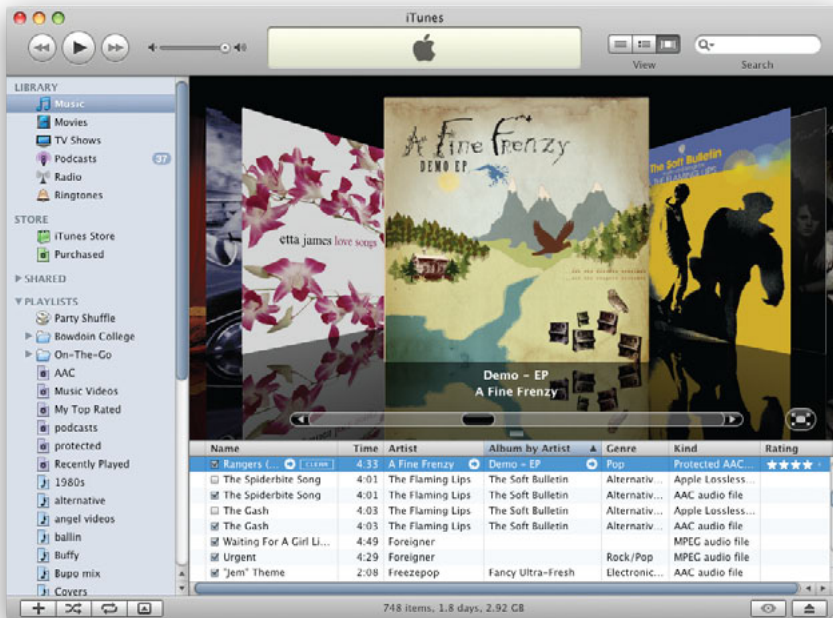 iTunes
View
Search
LIBRARY
Music
Movies
TV Shows
Podcasts 37
Radio
Ringtones
STORE
iTunes Store
Purchased
SHARED
PLAYLISTS
Party Shuffle
Bowdoin College
On-The-Go
AAC
Music Videos
My Top Rated
podcasts
protected
Recently Played
1980s
alternative
angel videos
ballin
Buffy
Bupo mix
Covers
etta james love songs
A Fine Frenzy
DEMO EP
The Soft Bulletin
THE FLAMING LIPS
Demo – EP
A Fine Frenzy
Name Time Artist Album by Artist Genre Kind Rating
Rangers (... CLEAN 4:33 A Fine Frenzy Demo – EP Pop Protected AAC...
The Spiderbite Song 4:01 The Flaming Lips The Soft Bulletin Alternativ... Apple Lossless...
The Spiderbite Song 4:01 The Flaming Lips The Soft Bulletin Alternativ... AAC audio file
The Gash 4:03 The Flaming Lips The Soft Bulletin Alternativ... Apple Lossless...
The Gash 4:03 The Flaming Lips The Soft Bulletin Alternativ... AAC audio file
Waiting For A Girl Li... 4:49 Foreigner MPEG audio file
Urgent 4:29 Foreigner Rock/Pop MPEG audio file
"Jem" Theme 2:08 Freezepop Fancy Ultra-Fresh Electronic... AAC audio file
748 items, 1.8 days, 2.92 GB